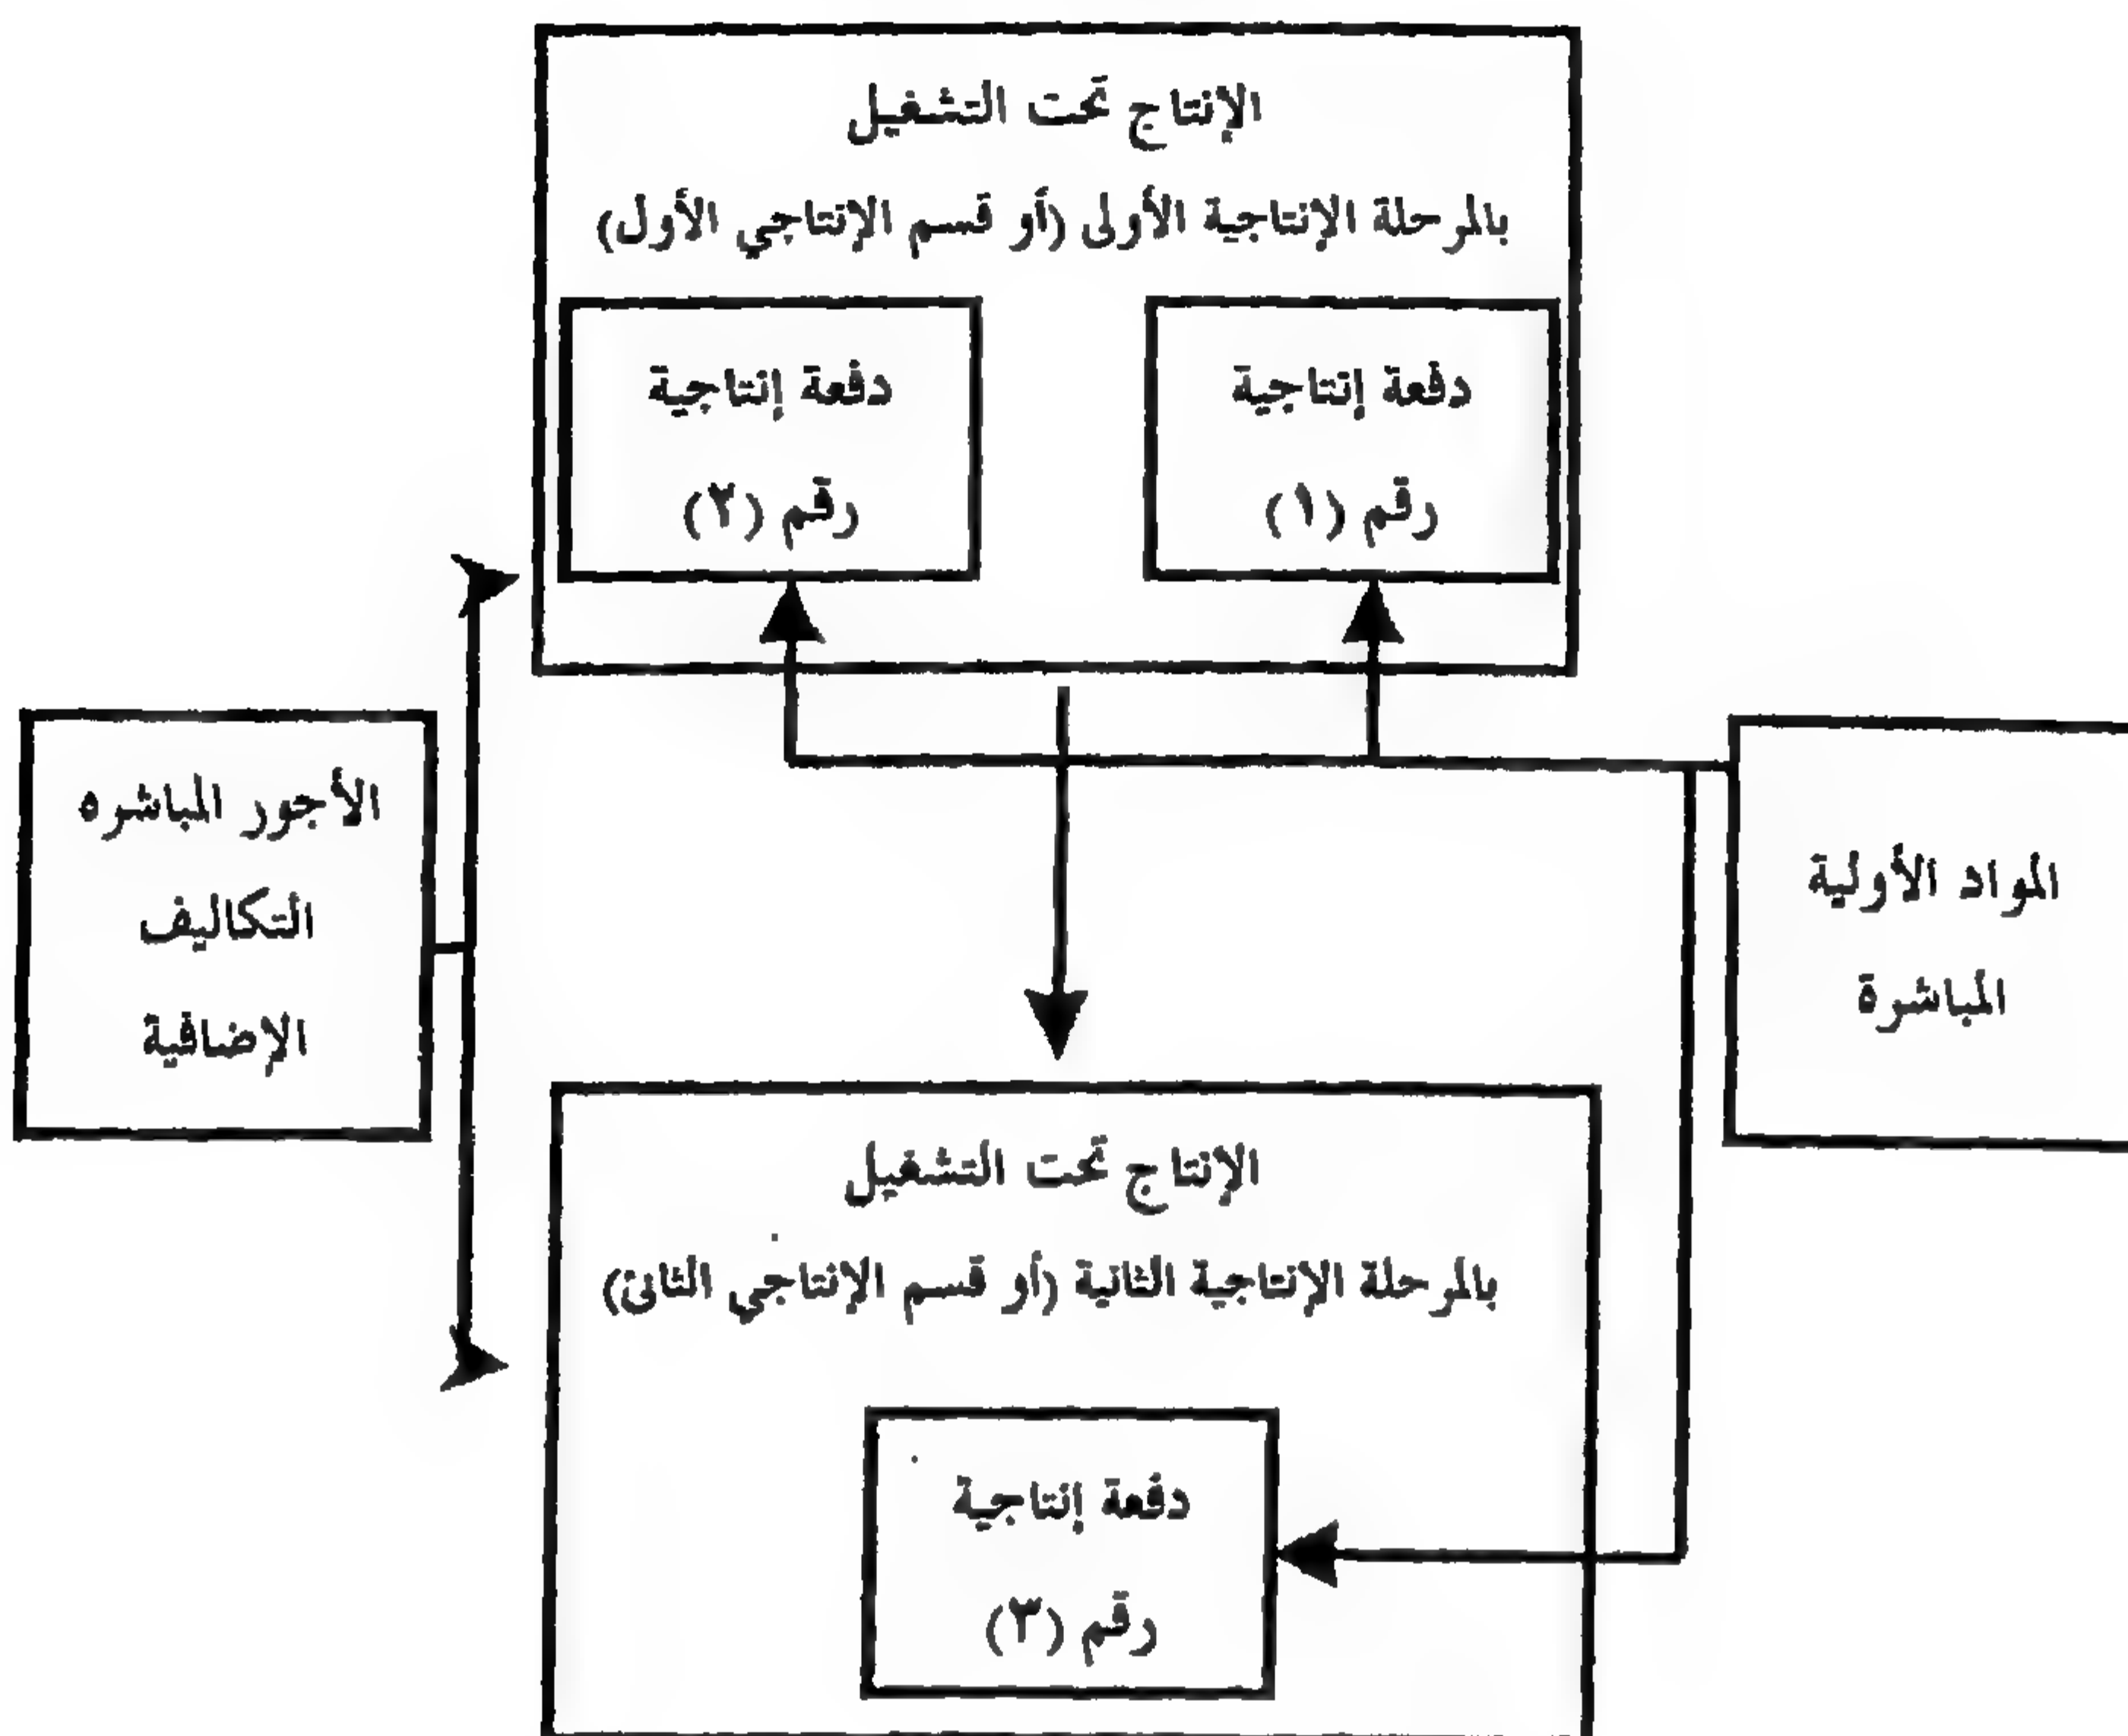 الإنتاج تحت التشغيل
بالمرحلة الإنتاجية الأولى (أو قسم الإنتاجي الأول)
دفعة إنتاجية
رقم (١)
دفعة إنتاجية
رقم (٢)
المواد الأولية
المباشرة
الأجور المباشره
التكاليف
الإضافية
الإنتاج تحت التشغيل
بالمرحلة الإنتاجية الثانية (أو قسم الإنتاجي الثانى)
دفعة إنتاجية
رقم (٣)